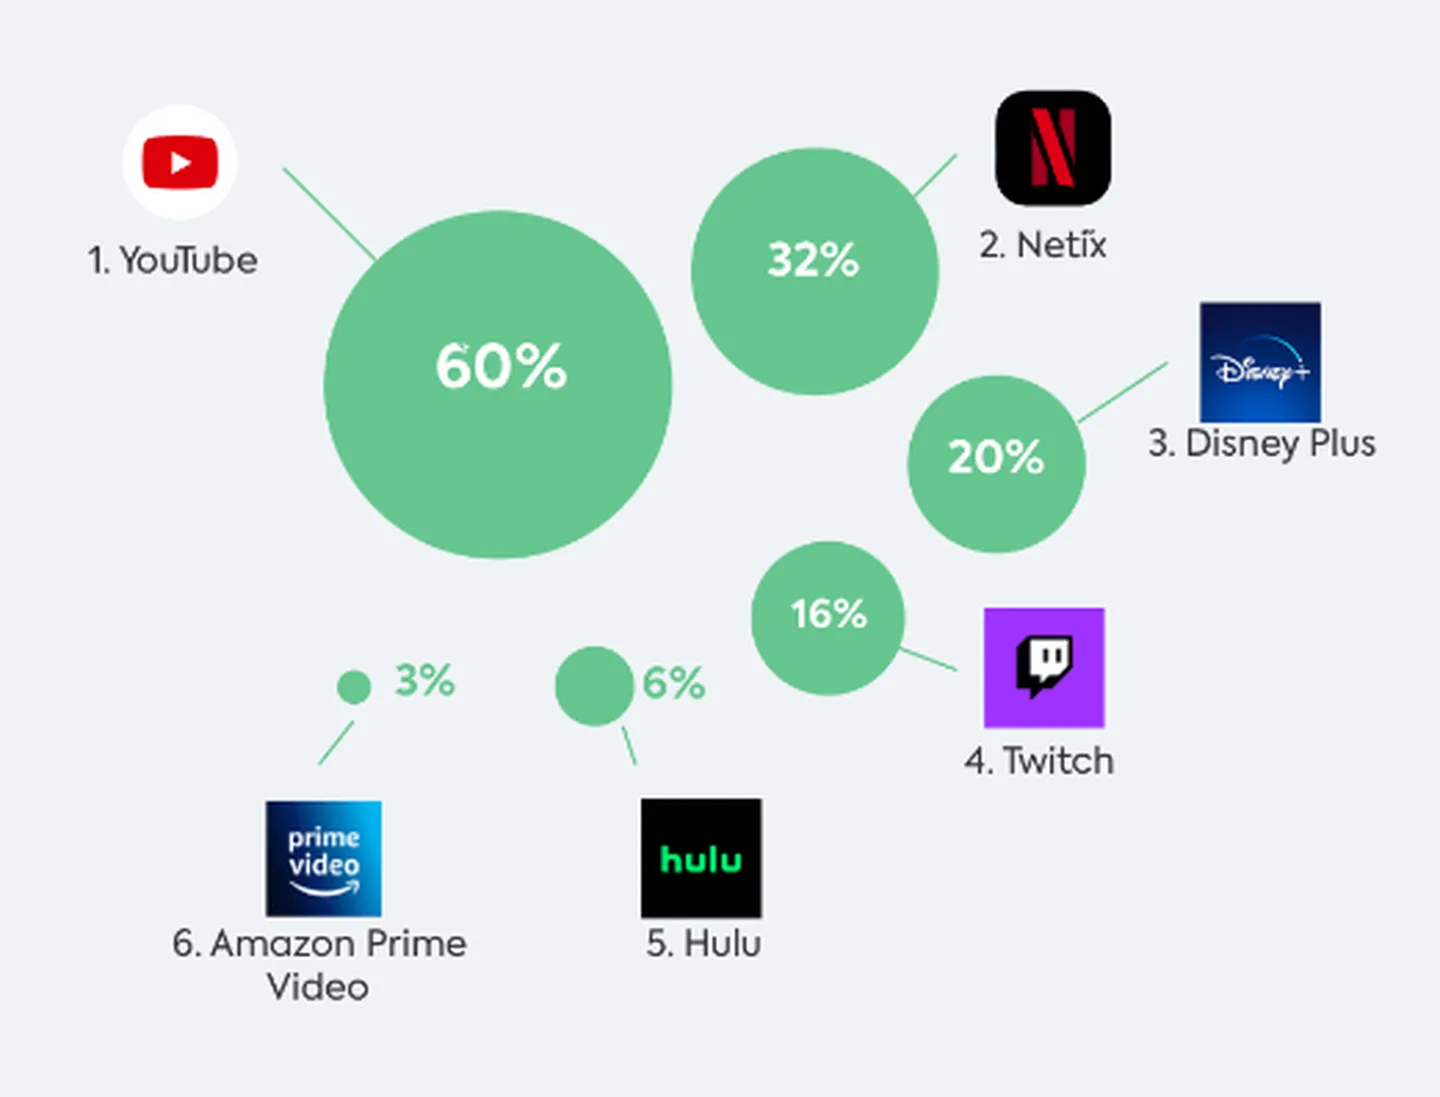 1. YouTube
60%
32%
2. Netix
Disney+
20%
3. Disney Plus
16%
4. Twitch
3%
6%
prime
video
6. Amazon Prime
Video
hulu
5. Hulu